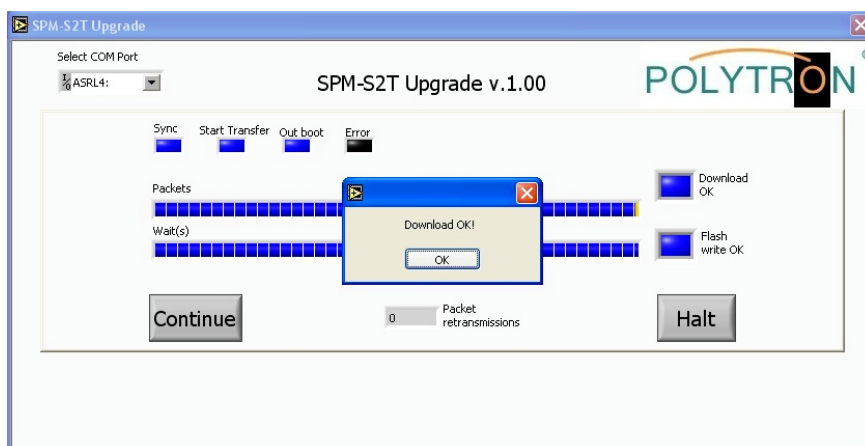 SPM-S2T Upgrade
Select COM Port
ASRL4:
SPM-S2T Upgrade v.1.00
POLYTRON®
Sync Start Transfer Out boot Error
Packets
Download
OK
Wait(s)
Download OK!
Flash
write OK
OK
Continue
0
Packet
retransmissions
Halt